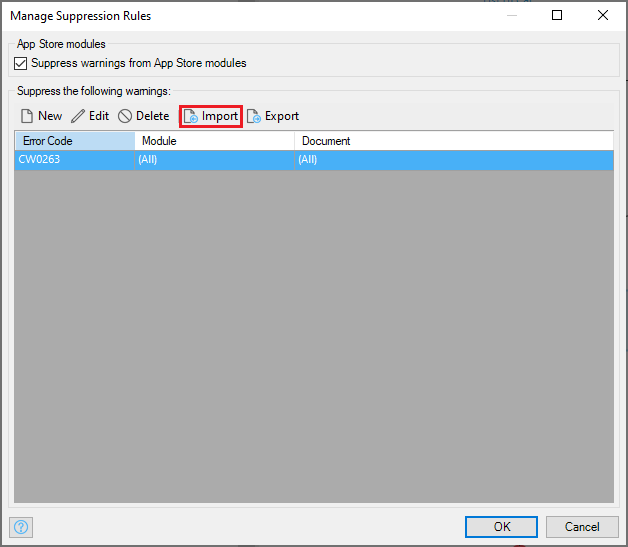 Manage Suppression Rules
App Store modules
Suppress warnings from App Store modules
Suppress the following warnings:
New Edit Delete Import Export
Error Code Module Document
CW0263 (All) (All)
OK Cancel